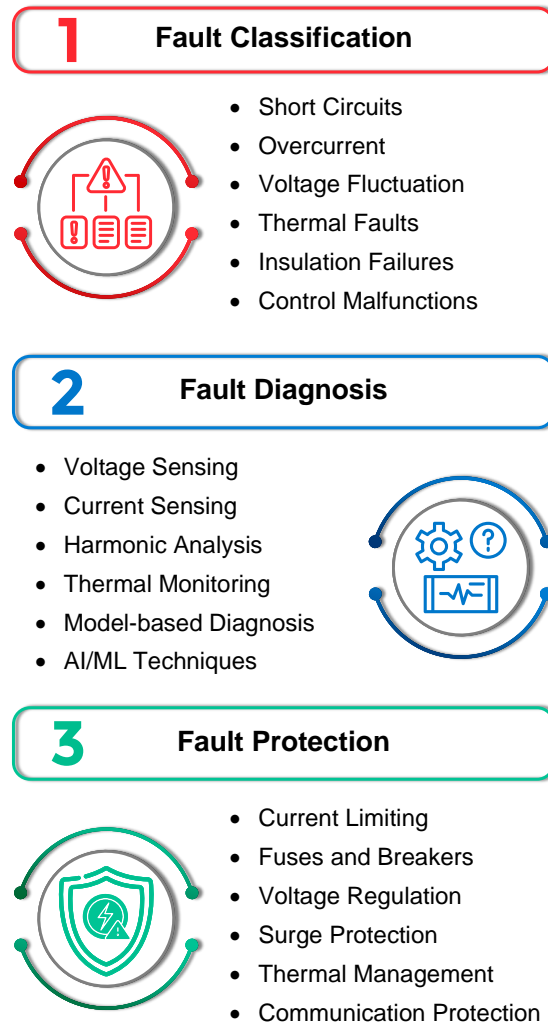 1 Fault Classification
• Short Circuits
• Overcurrent
• Voltage Fluctuation
• Thermal Faults
• Insulation Failures
• Control Malfunctions
2 Fault Diagnosis
• Voltage Sensing
• Current Sensing
• Harmonic Analysis
• Thermal Monitoring
• Model-based Diagnosis
• AI/ML Techniques
3 Fault Protection
• Current Limiting
• Fuses and Breakers
• Voltage Regulation
• Surge Protection
• Thermal Management
• Communication Protection